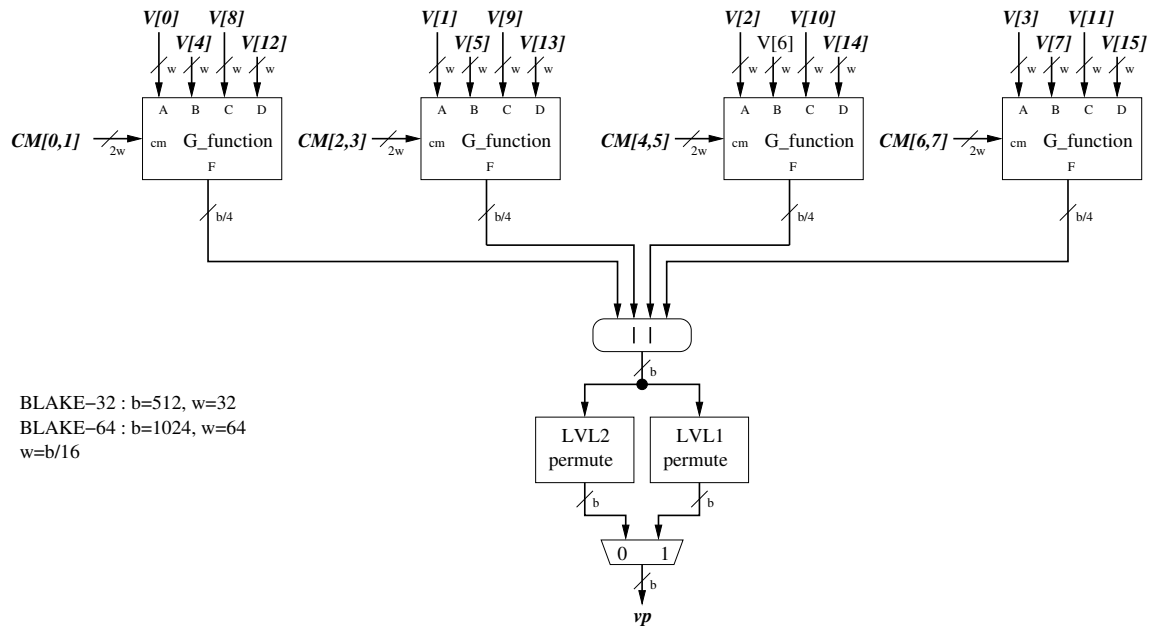 V[0] V[8] V[1] V[9] V[2] V[10] V[3] V[11]
V[4] V[12] V[5] V[13] V[6] V[14] V[7] V[15]
w w w w w w w w w w w w w w w w
A B C D A B C D A B C D A B C D
CM[0,1] 2w cm G_function CM[2,3] 2w cm G_function CM[4,5] 2w cm G_function CM[6,7] 2w cm G_function
F F F F
b/4 b/4 b/4 b/4
| |
b
BLAKE−32 : b=512, w=32
BLAKE−64 : b=1024, w=64
w=b/16
LVL2 LVL1
permute permute
b b
0 1
b
vp